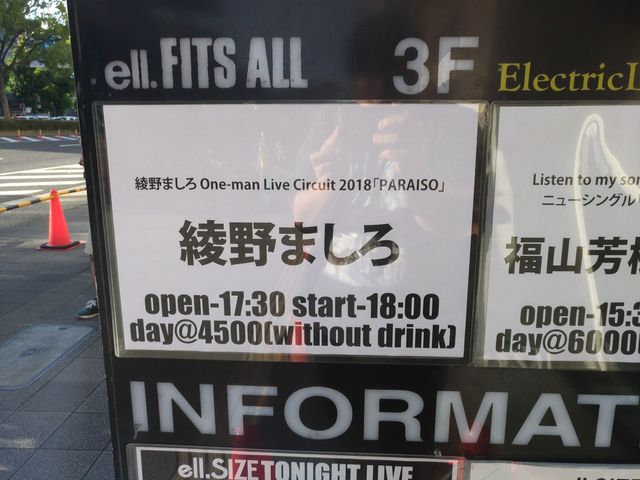 ell.FITS ALL 3F
ElectricL
綾野ましろ One-man Live Circuit 2018「PARAISO」
綾野ましろ
open-17:30 start-18:00
day@4500(without drink)
Listen to my son
ニューシングル
福山芳
open-15:3
day@6000
INFORMAT
ell.SIZE TONIGHT LIVE